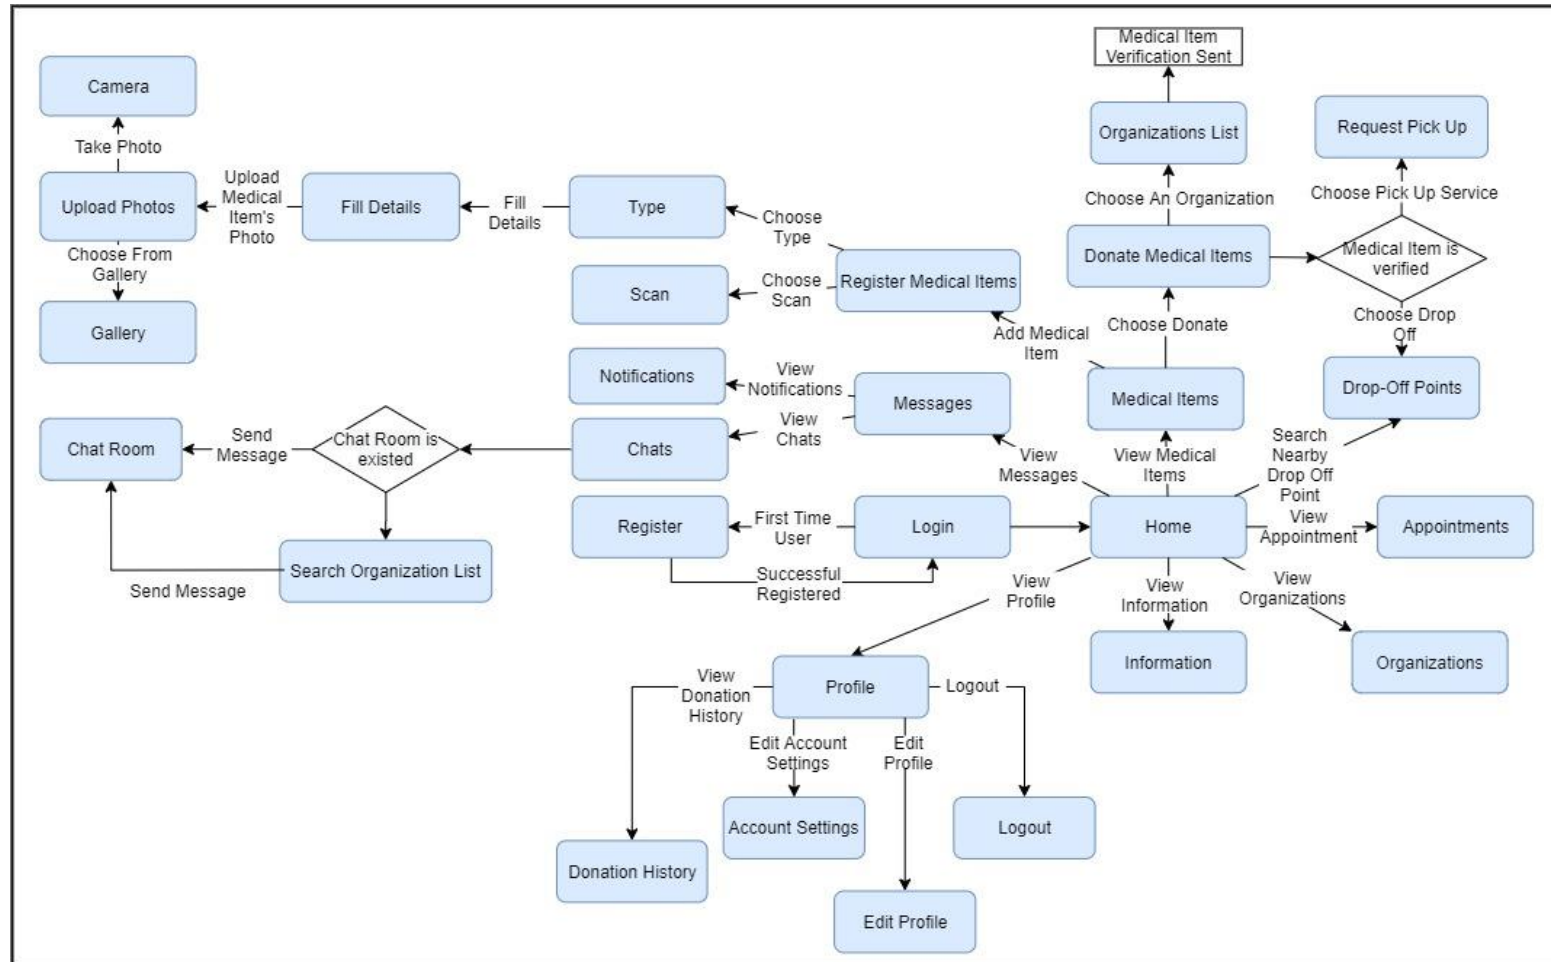 Medical Item
Verification Sent
Camera
Organizations List
Request Pick Up
Take Photo
Upload Photos
Upload
Medical
Item's
Photo
Fill Details
Fill
Details
Type
Choose
Type
Choose An Organization
Choose Pick Up Service
Choose From
Gallery
Donate Medical Items
Medical Item is
verified
Scan
Choose
Scan
Register Medical Items
Gallery
Add Medical
Item
Choose Donate
Choose Drop
Off
Notifications
View
Notifications
Messages
Medical Items
Drop-Off Points
Chat Room
Send
Message
Chat Room is
existed
Chats
View
Chats
View
Messages
View Medical
Items
Search
Nearby
Drop Off
Point
Register
First Time
User
Login
Home
View
Appointment
Appointments
Search Organization List
Send Message
Successful
Registered
View
Profile
View
Information
View
Organizations
Information
Organizations
View
Donation
History
Profile
Logout
Edit Account
Settings
Edit
Profile
Account Settings
Logout
Donation History
Edit Profile